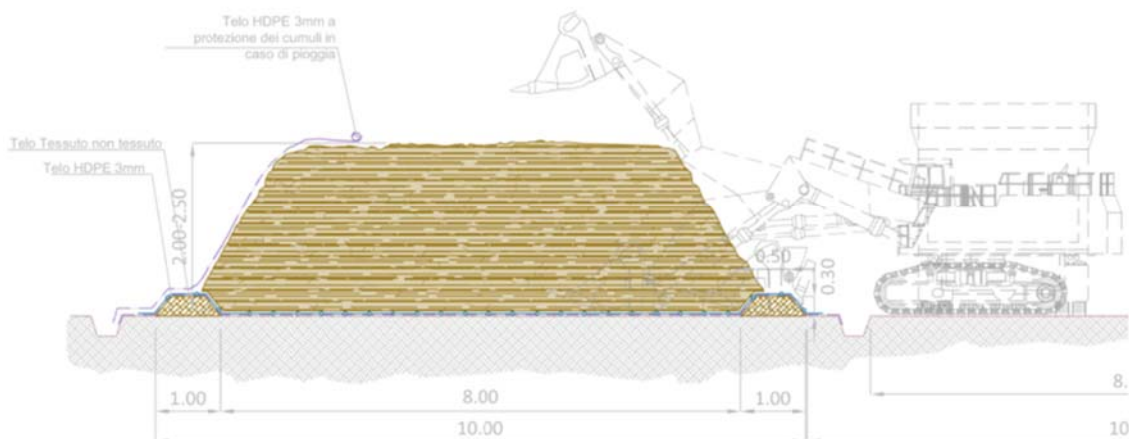 Telo HDPE 3mm a
protezione dei cumuli in
caso di pioggia
Telo Tessuto non tessuto
Telo HDPE 3mm
2.00-2.50
0.50
0.30
1.00
8.00
1.00
8.
10.00
10